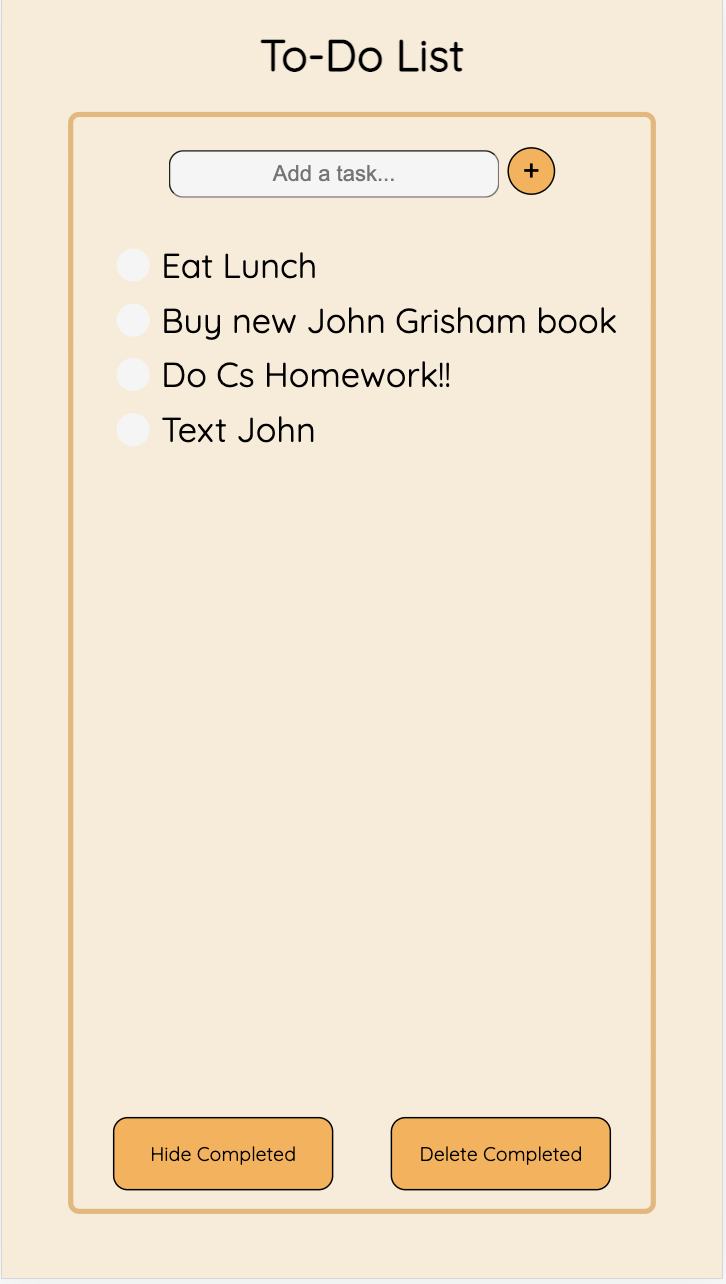 To-Do List
Add a task...
+
Eat Lunch
Buy new John Grisham book
Do Cs Homework!!
Text John
Hide Completed
Delete Completed